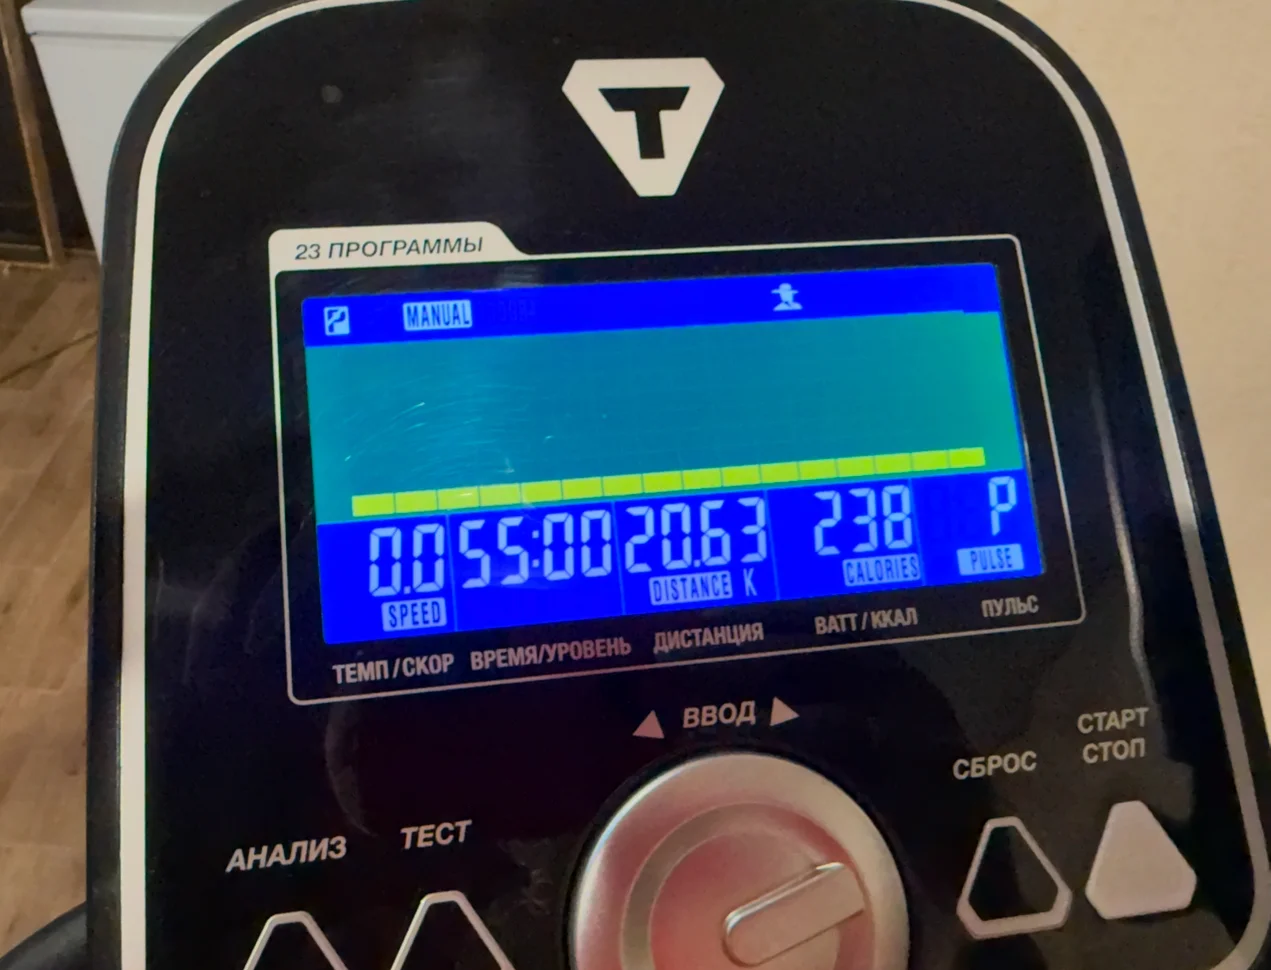 T
23 ПРОГРАММЫ
MANUAL
0.0 55:00 20.63 238 P
SPEED DISTANCE K CALORIES PULSE
ТЕМП/СКОР ВРЕМЯ/УРОВЕНЬ ДИСТАНЦИЯ ВАТТ/ККАЛ ПУЛЬС
ВВОД
СБРОС
СТАРТ
СТОП
АНАЛИЗ
ТЕСТ